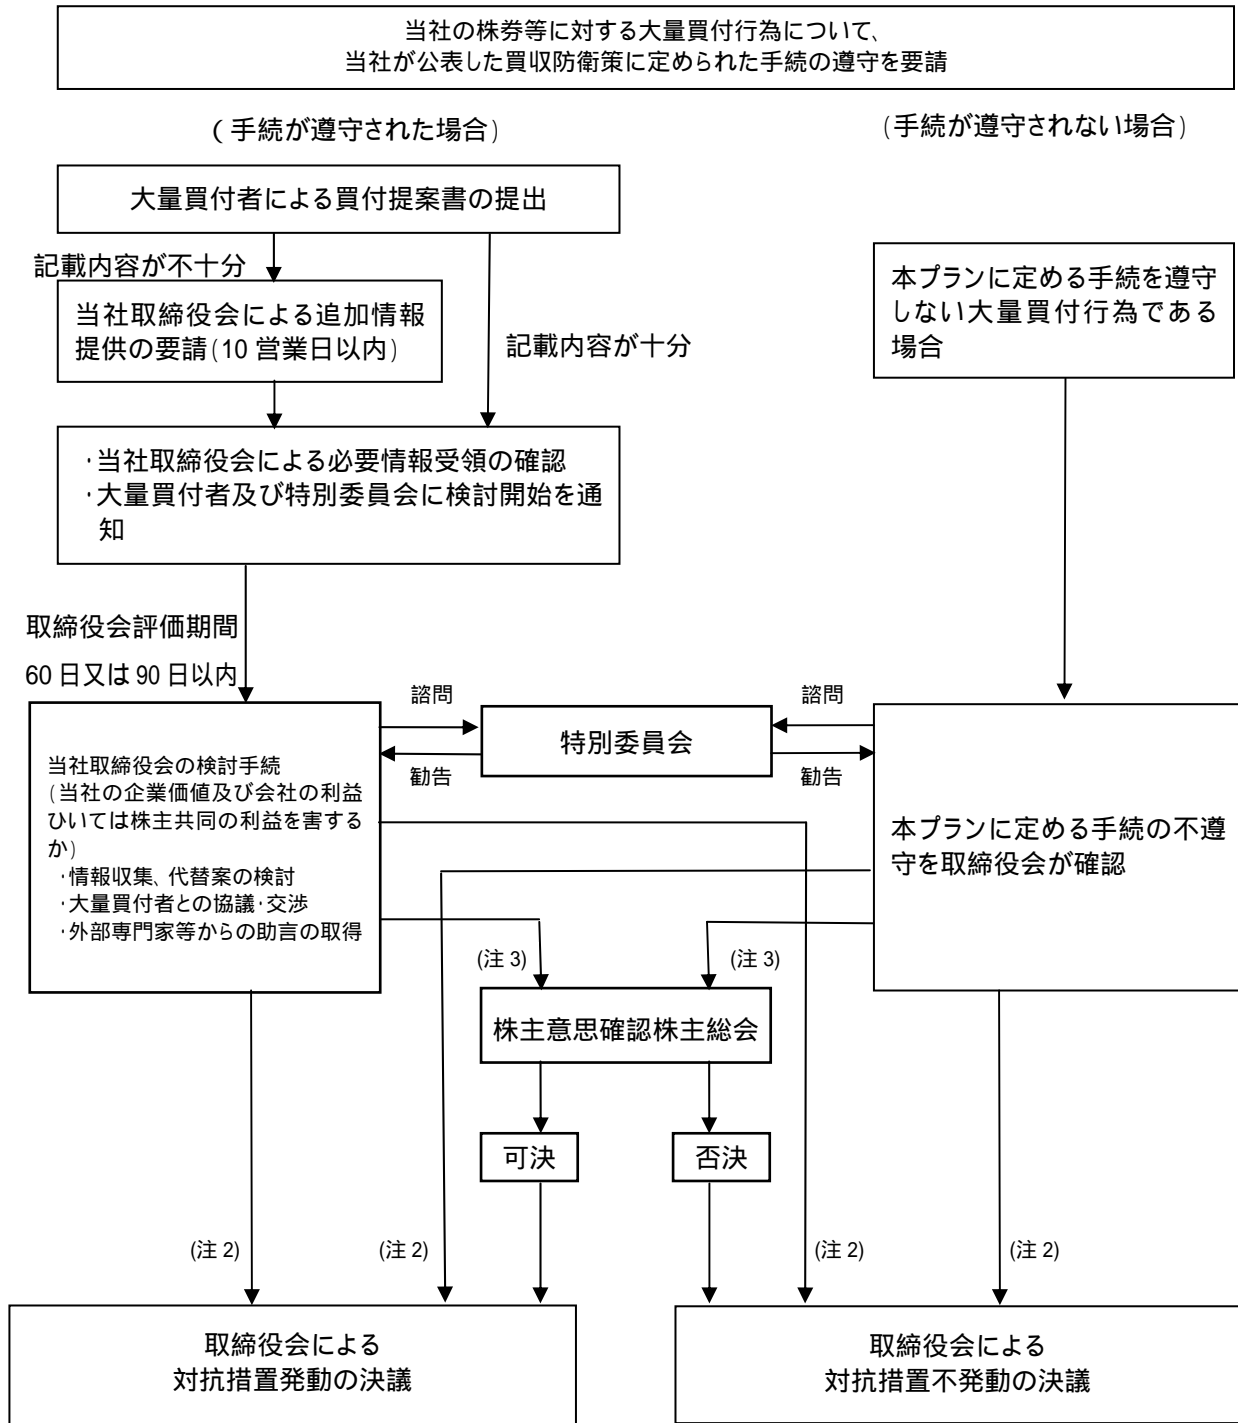 当社の株券等に対する大量買付行為について、
当社が公表した買収防衛策に定められた手続の遵守を要請
(手続が遵守された場合)
(手続が遵守されない場合)
大量買付者による買付提案書の提出
記載内容が不十分
本プランに定める手続を遵守
しない大量買付行為である
場合
当社取締役会による追加情報
提供の要請(10 営業日以内)
記載内容が十分
・当社取締役会による必要情報受領の確認
・大量買付者及び特別委員会に検討開始を通
知
取締役会評価期間
60 日又は 90 日以内
諮問
諮問
特別委員会
勧告
勧告
当社取締役会の検討手続
(当社の企業価値及び会社の利益
ひいては株主共同の利益を害する
か)
・情報収集、代替案の検討
・大量買付者との協議・交渉
・外部専門家等からの助言の取得
本プランに定める手続の不遵
守を取締役会が確認
(注 3)
(注 3)
株主意思確認株主総会
可決
否決
(注 2)
(注 2)
(注 2)
(注 2)
取締役会による
対抗措置発動の決議
取締役会による
対抗措置不発動の決議